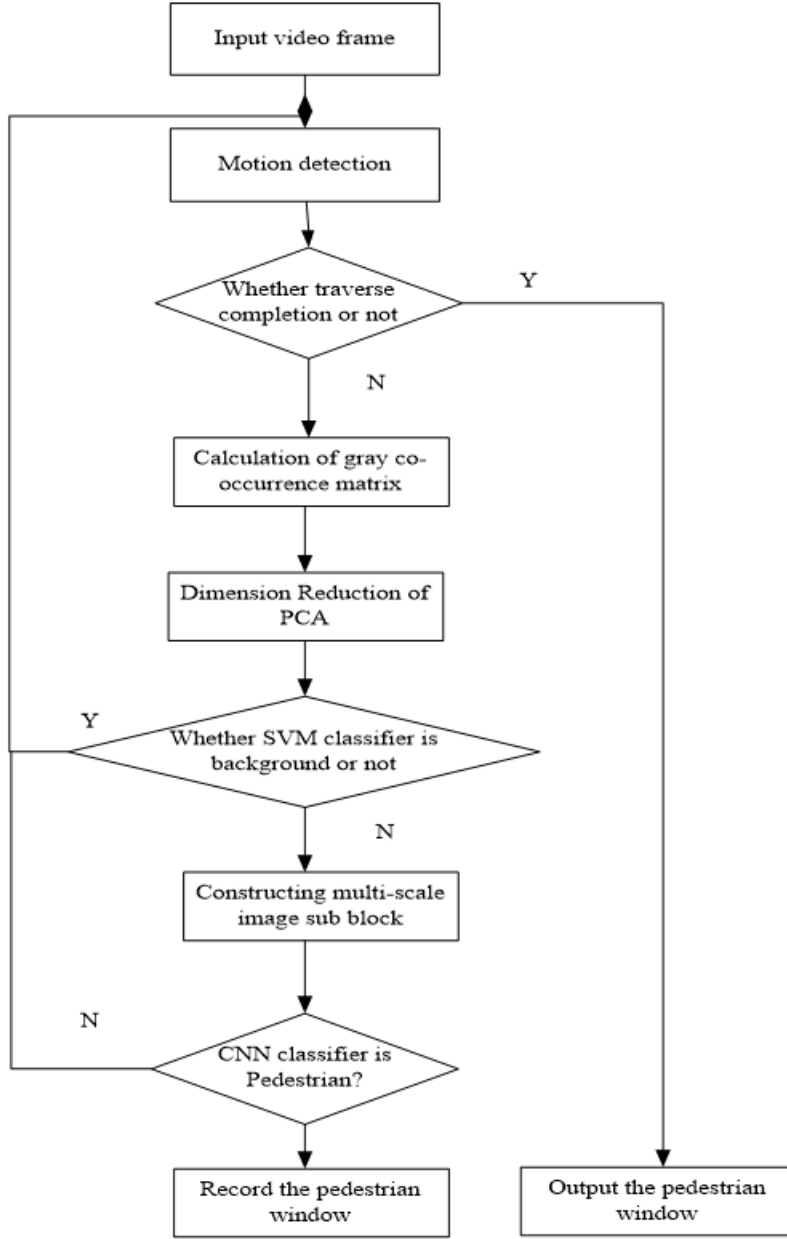 Input video frame
Motion detection
Whether traverse
completion or not
Y
N
Calculation of gray co-
occurrence matrix
Dimension Reduction of
PCA
Y
Whether SVM classifier is
background or not
N
Constructing multi-scale
image sub block
N
CNN classifier is
Pedestrian?
Record the pedestrian
window
Output the pedestrian
window